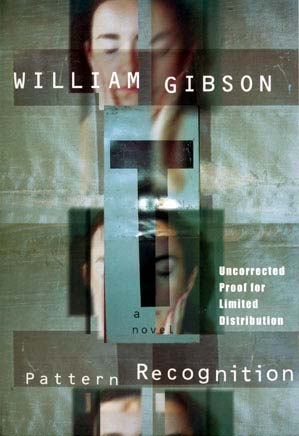 WILLIAM GIBSON
T
a
novel
Uncorrected
Proof for
Limited
Distribution
Pattern Recognition